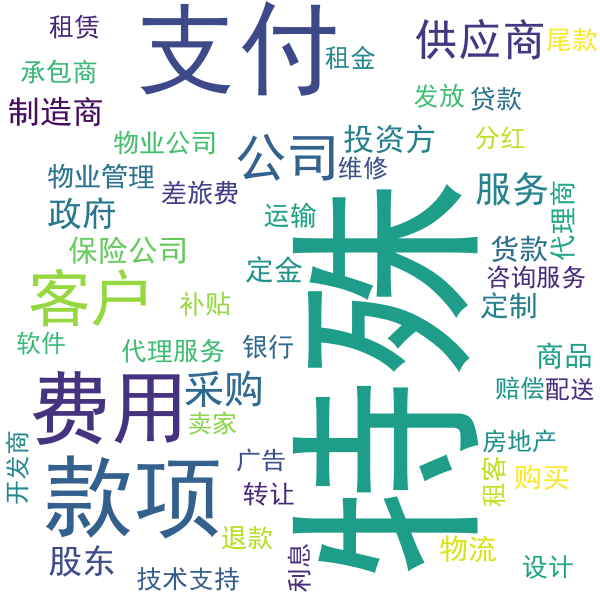 租赁
支付
供应商
尾款
租金
承包商
发放
贷款
制造商
物业公司
公司
投资方
分红
维修
物业管理
差旅费
服务
代理商
政府
运输
特殊
保险公司
货款
定金
咨询服务
客户
补贴
定制
软件
代理服务
银行
商品
费用
采购
赔偿
配送
卖家
开发商
款项
广告
房地产
转让
租客
购买
退款
物流
股东
技术支持
利息
设计